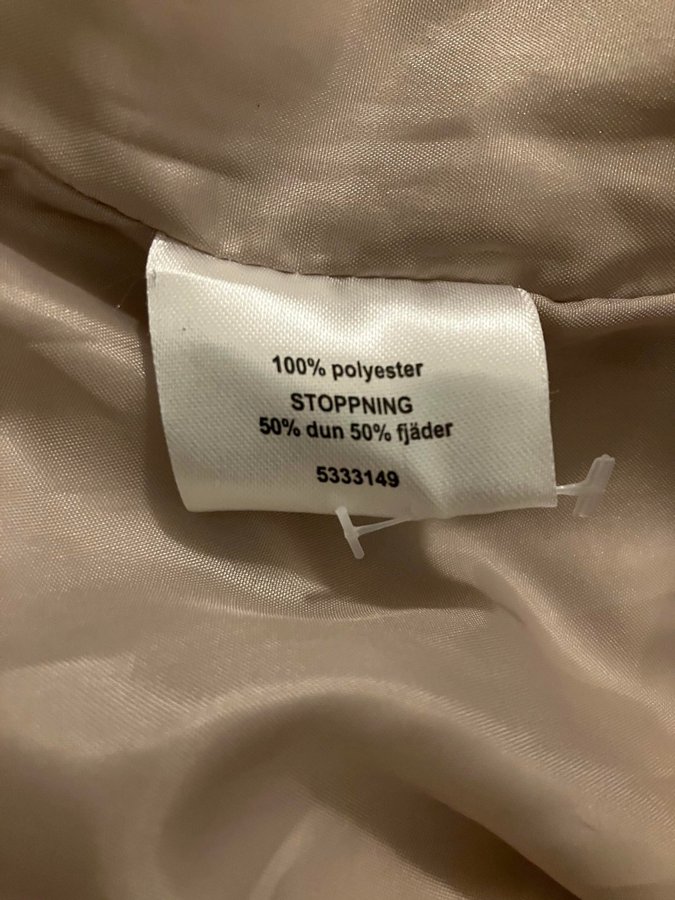 100% polyester
STOPPNING
50% dun 50% fjäder
5333149